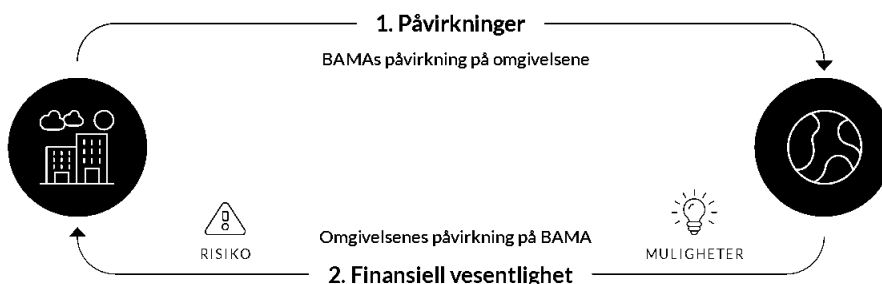 1. Påvirkninger
BAMAs påvirkning på omgivelsene
RISIKO
Omgivelsenes påvirkning på BAMA
MULIGHETER
2. Finansiell vesentlighet